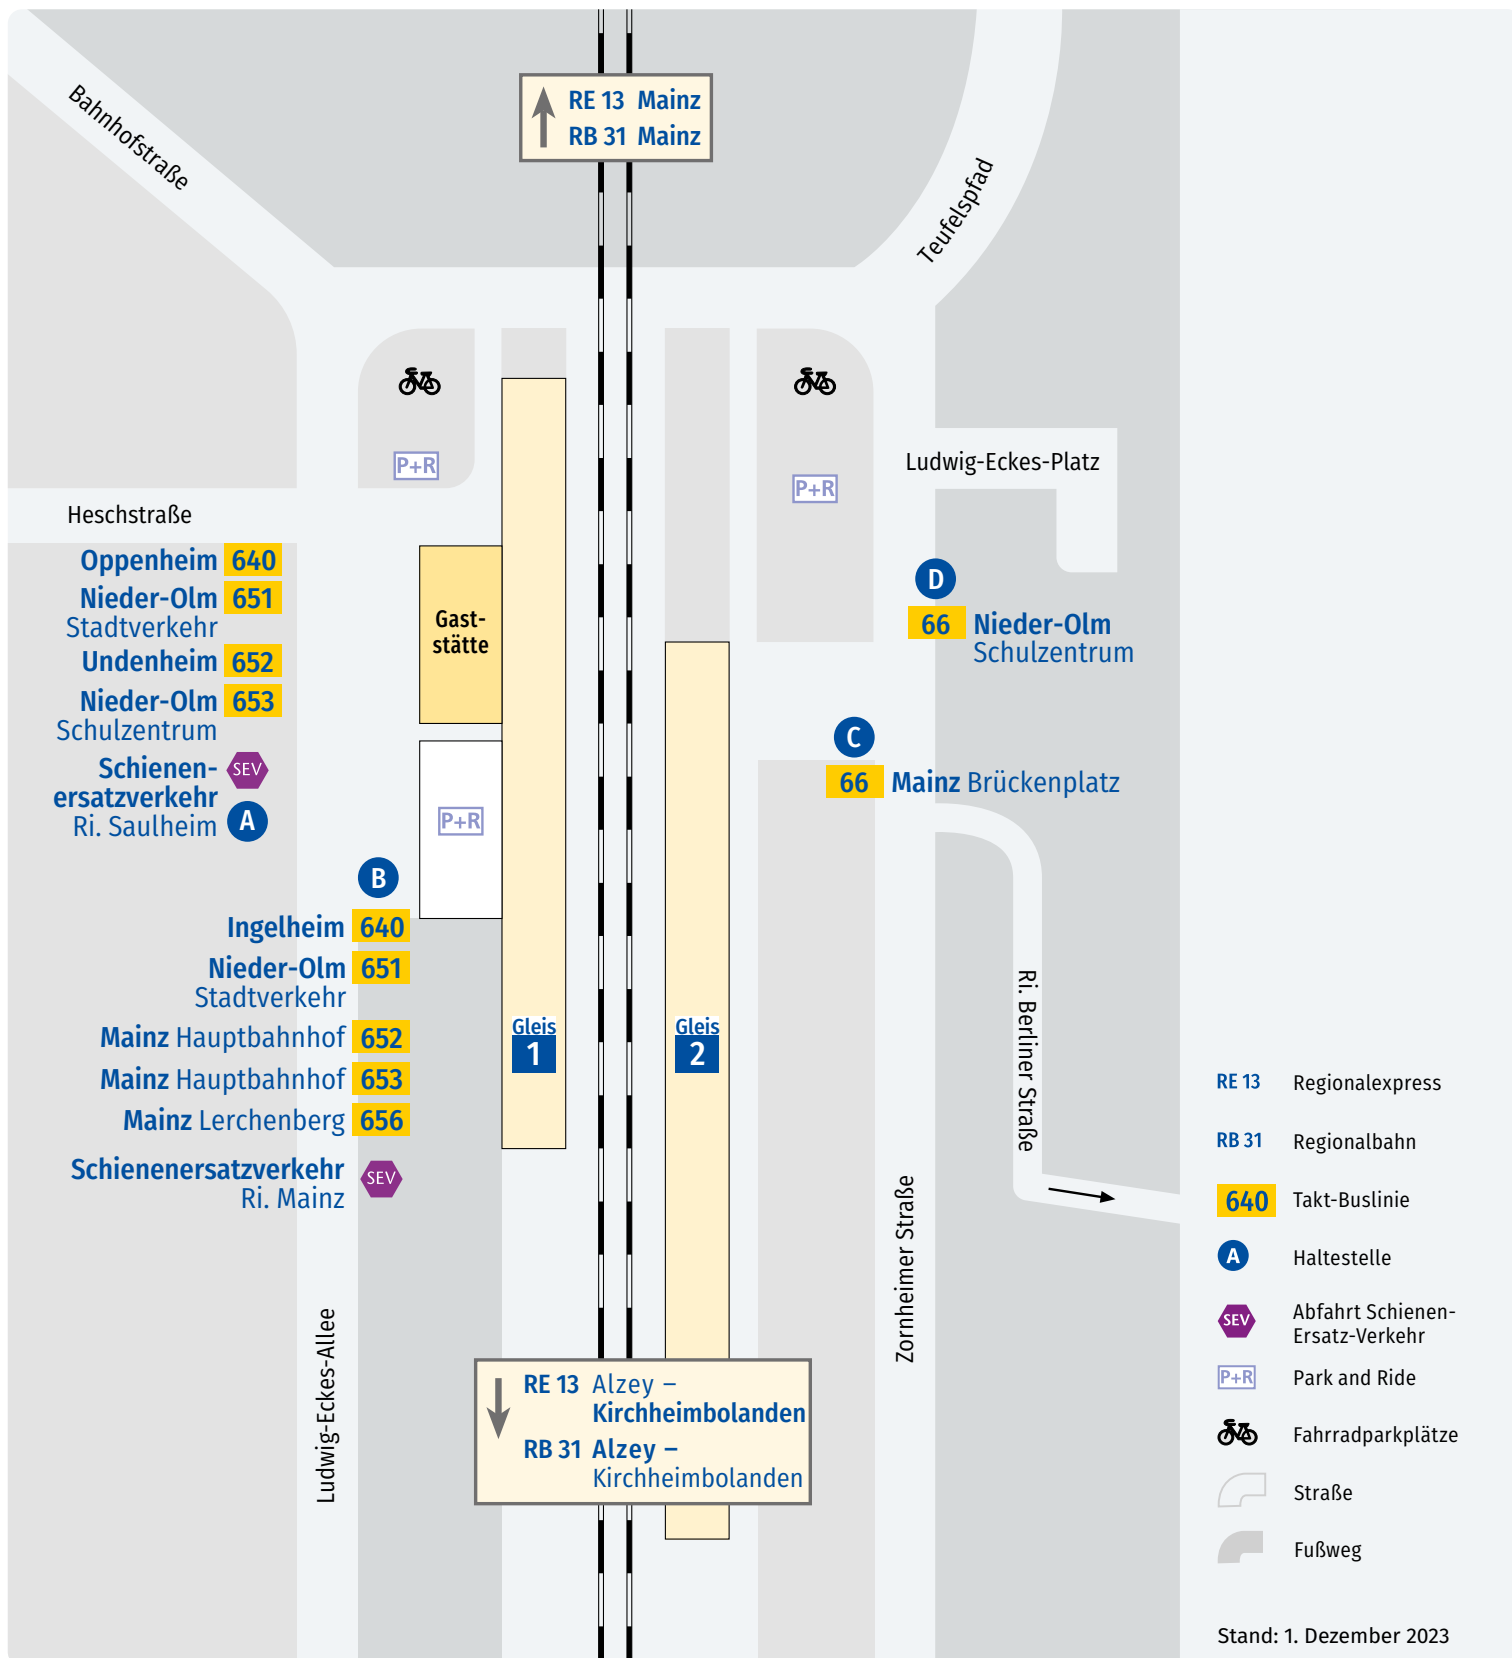 RE 13 Mainz
RB 31 Mainz
Bahnhofstraße
Teufelspfad
P+R
Ludwig-Eckes-Platz
P+R
Heschstraße
Oppenheim 640
Nieder-Olm 651
Stadtverkehr
Undenheim 652
Nieder-Olm 653
Schulzentrum
Schienen- SEV
ersatzverkehr
Ri. Saulheim A
Gast-
stätte
D
66 Nieder-Olm
Schulzentrum
C
66 Mainz Brückenplatz
P+R
B
Ingelheim 640
Nieder-Olm 651
Stadtverkehr
Mainz Hauptbahnhof 652
Mainz Hauptbahnhof 653
Mainz Lerchenberg 656
Schienenersatzverkehr SEV
Ri. Mainz
Gleis
1
Gleis
2
Ri. Berliner Straße
Zornheimer Straße
Ludwig-Eckes-Allee
RE 13 Alzey –
Kirchheimbolanden
RB 31 Alzey –
Kirchheimbolanden
RE 13 Regionalexpress
RB 31 Regionalbahn
640 Takt-Buslinie
A Haltestelle
SEV Abfahrt Schienen-
Ersatz-Verkehr
P+R Park and Ride
Fahrradparkplätze
Straße
Fußweg
Stand: 1. Dezember 2023